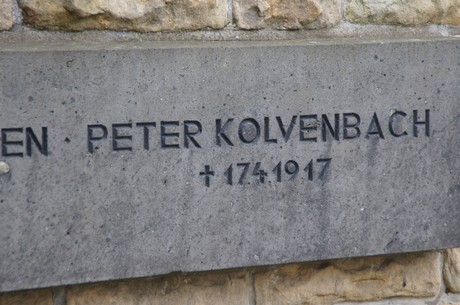 EN · PETER KOLVENBACH
† 17.4.1917